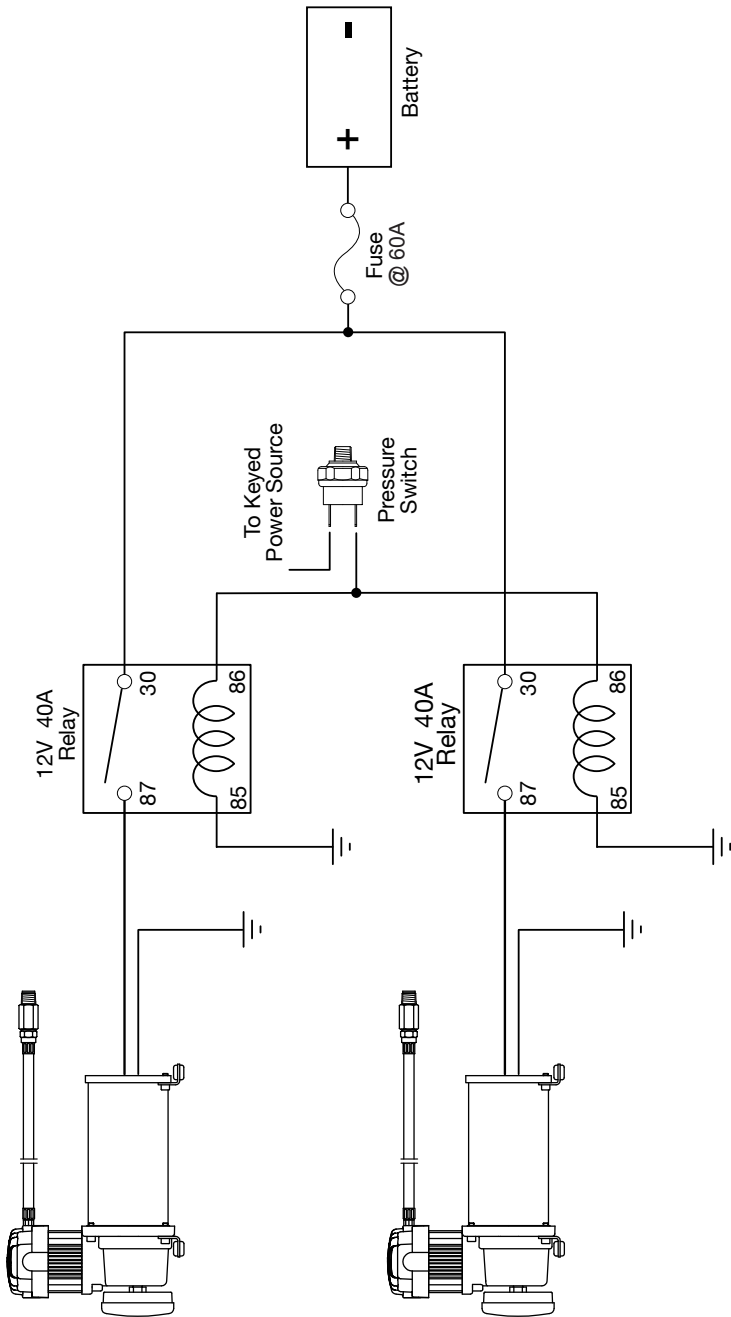 -
+
Battery
Fuse
@ 60A
To Keyed
Power Source
Pressure
Switch
12V 40A
Relay
30
87
86
85
12V 40A
Relay
30
87
86
85